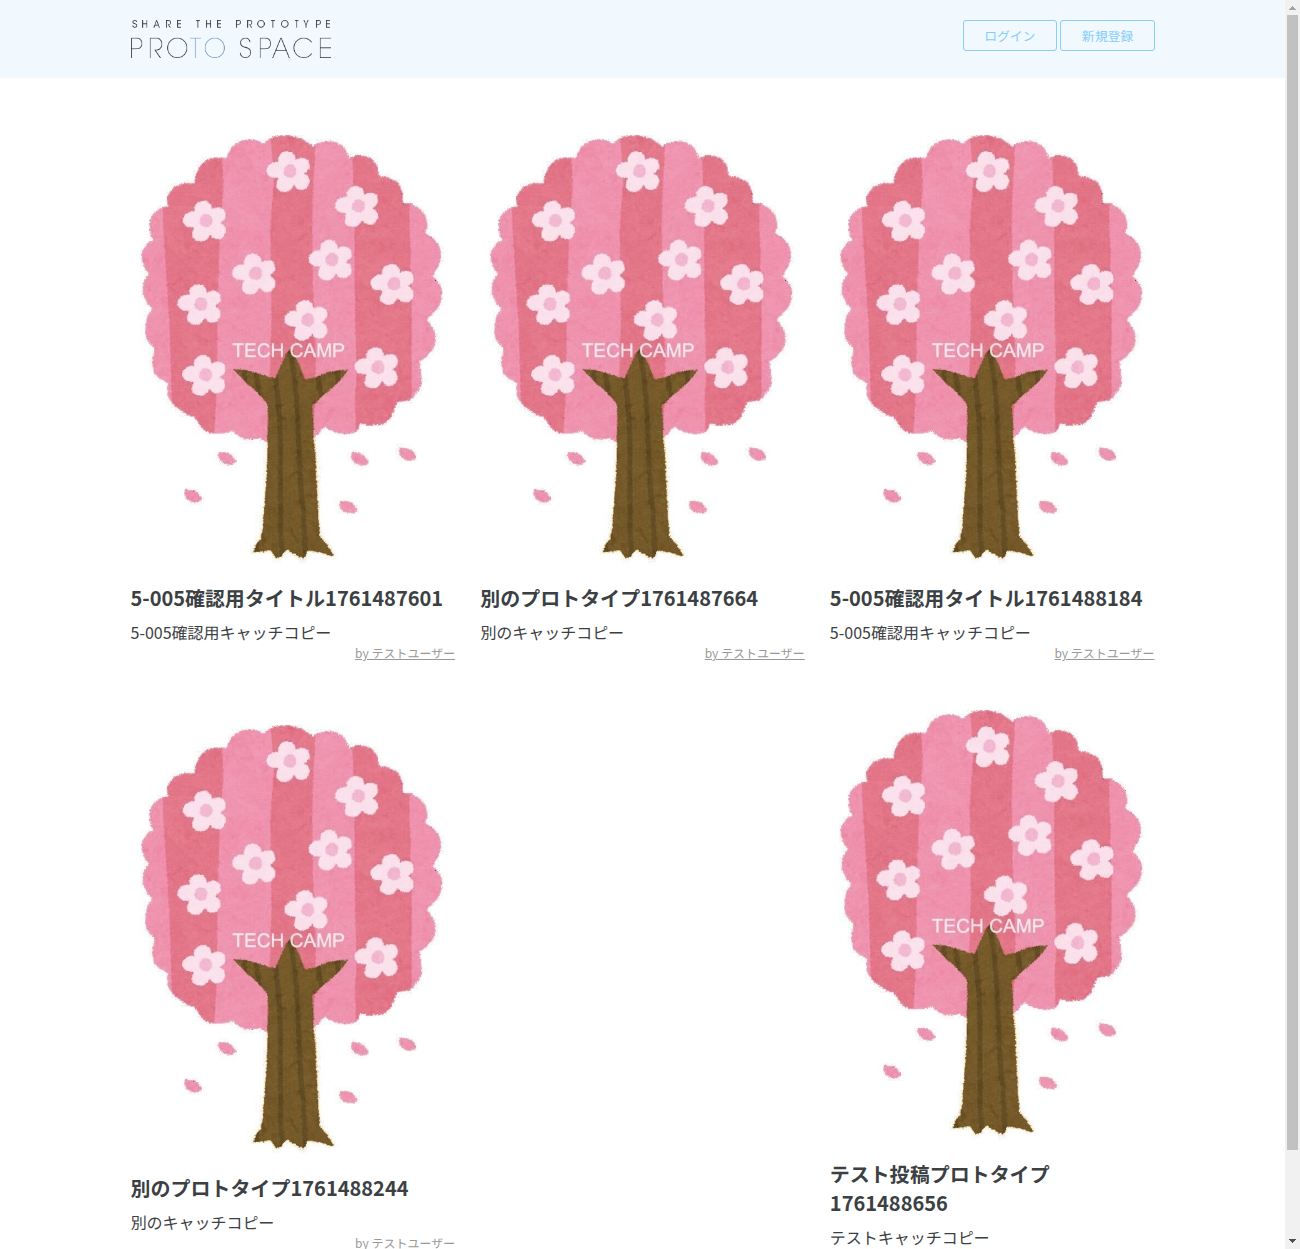 SHARE THE PROTOTYPE
PROTO SPACE
ログイン
新規登録
TECH CAMP
TECH CAMP
TECH CAMP
5-005確認用タイトル1761487601
5-005確認用キャッチコピー
by テストユーザー
別のプロトタイプ1761487664
別のキャッチコピー
by テストユーザー
5-005確認用タイトル1761488184
5-005確認用キャッチコピー
by テストユーザー
TECH CAMP
TECH CAMP
別のプロトタイプ1761488244
別のキャッチコピー
by テストユーザー
テスト投稿プロトタイプ
1761488656
テストキャッチコピー